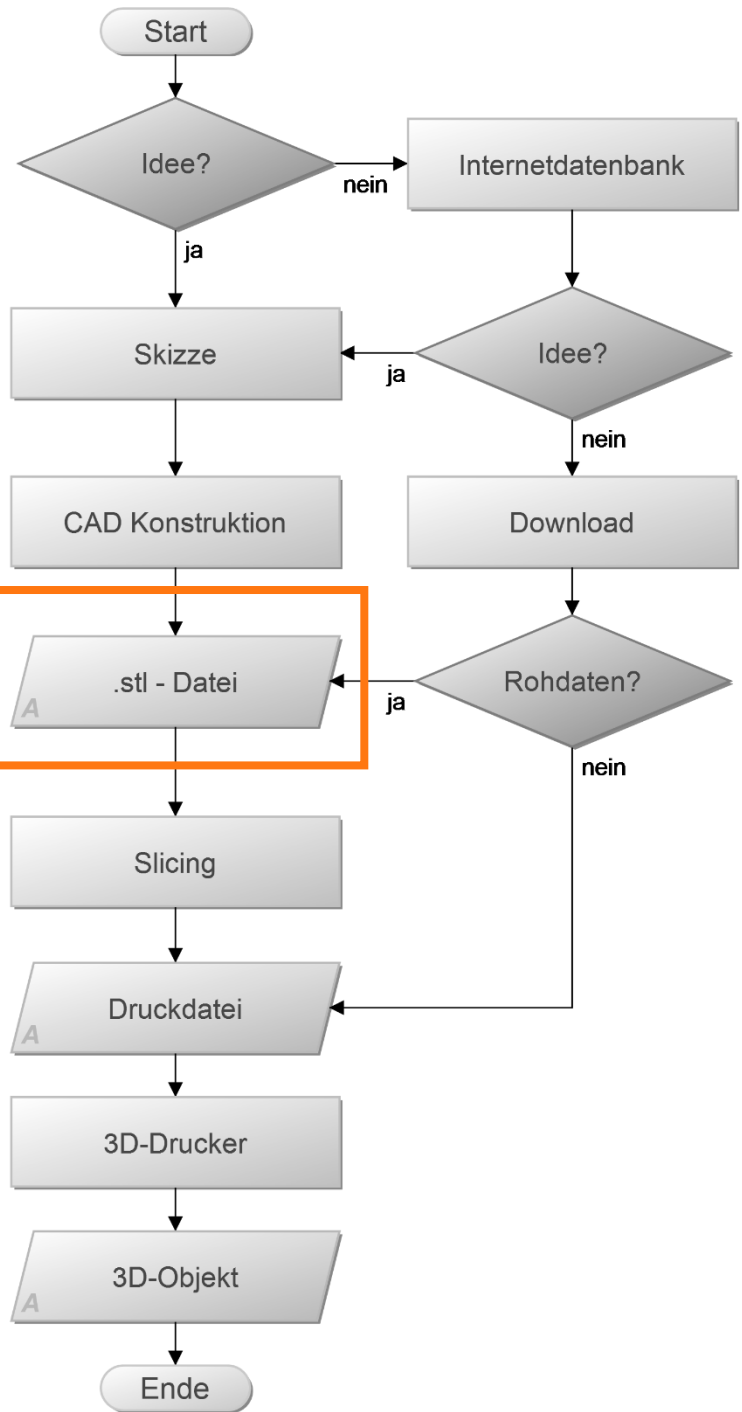 Start
Idee?
nein
Internetdatenbank
ja
Skizze
ja
Idee?
nein
CAD Konstruktion
Download
.stl - Datei
A
ja
Rohdaten?
nein
Slicing
Druckdatei
A
3D-Drucker
3D-Objekt
A
Ende